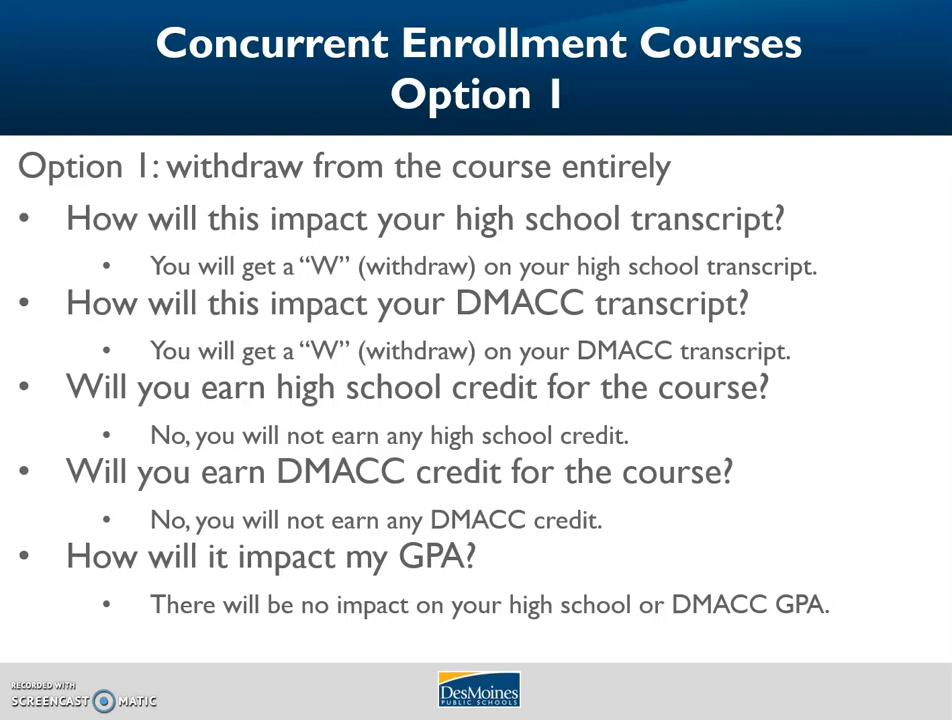 Concurrent Enrollment Courses
Option 1
Option 1: withdraw from the course entirely
• How will this impact your high school transcript?
• You will get a “W” (withdraw) on your high school transcript.
• How will this impact your DMACC transcript?
• You will get a “W” (withdraw) on your DMACC transcript.
• Will you earn high school credit for the course?
• No, you will not earn any high school credit.
• Will you earn DMACC credit for the course?
• No, you will not earn any DMACC credit.
• How will it impact my GPA?
• There will be no impact on your high school or DMACC GPA.
RECORDED WITH
SCREENCAST MATIC
DesMoines
PUBLIC SCHOOLS